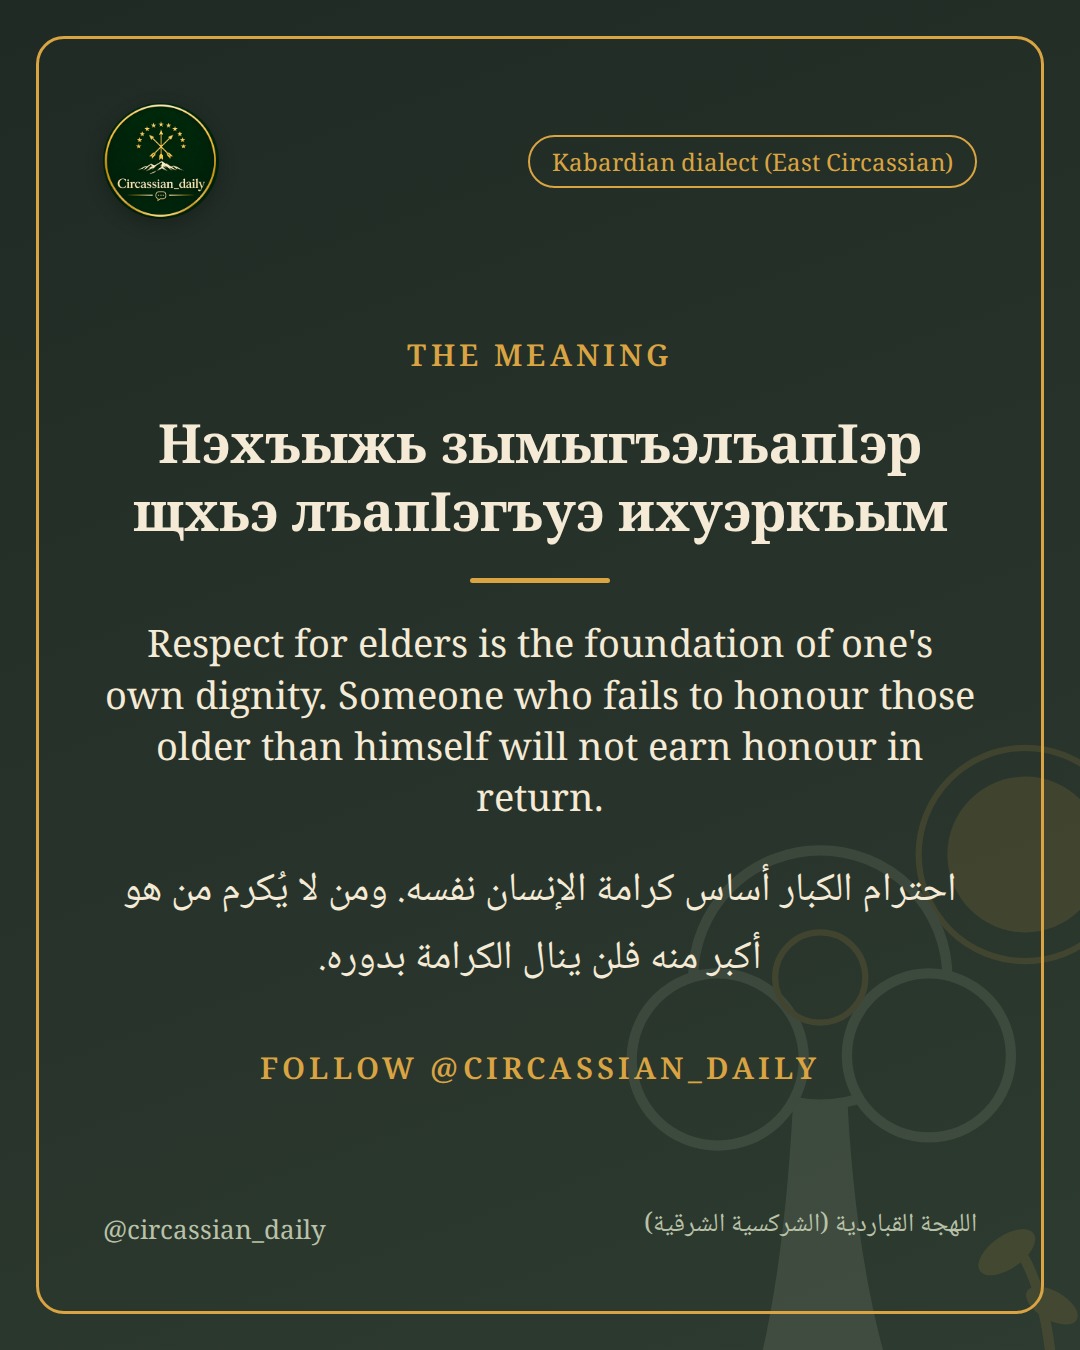 Circassian_daily
Kabardian dialect (East Circassian)
THE MEANING
Нэхъыжь зымыгъэлъапӀэр
щхьэ лъапӀэгъуэ ихуэркъым
Respect for elders is the foundation of one's
own dignity. Someone who fails to honour those
older than himself will not earn honour in
return.
احترام الكبار أساس كرامة الإنسان نفسه. ومن لا يُكرم من هو
أكبر منه فلن ينال الكرامة بدوره.
FOLLOW @CIRCASSIAN_DAILY
@circassian_daily
اللهجة القباردية (الشركسية الشرقية)